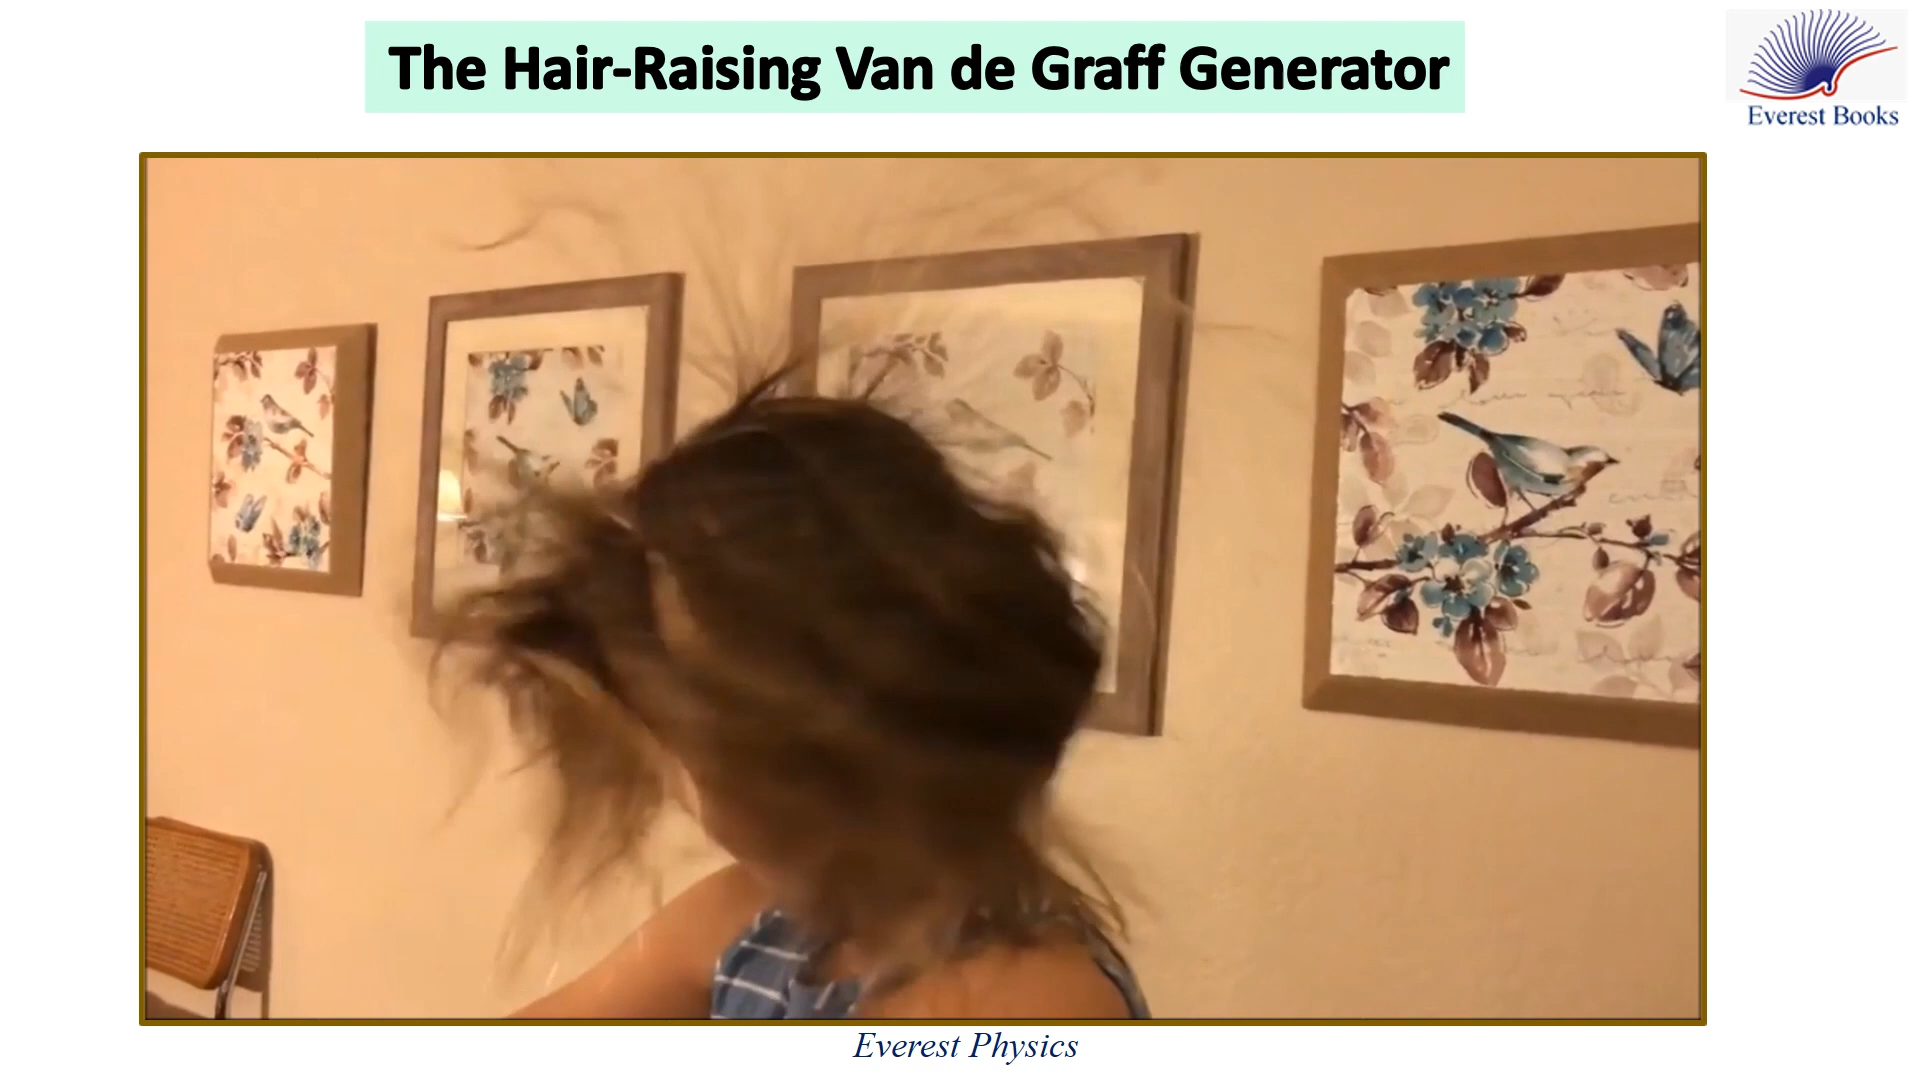 The Hair-Raising Van de Graff Generator
Everest Books
Everest Physics